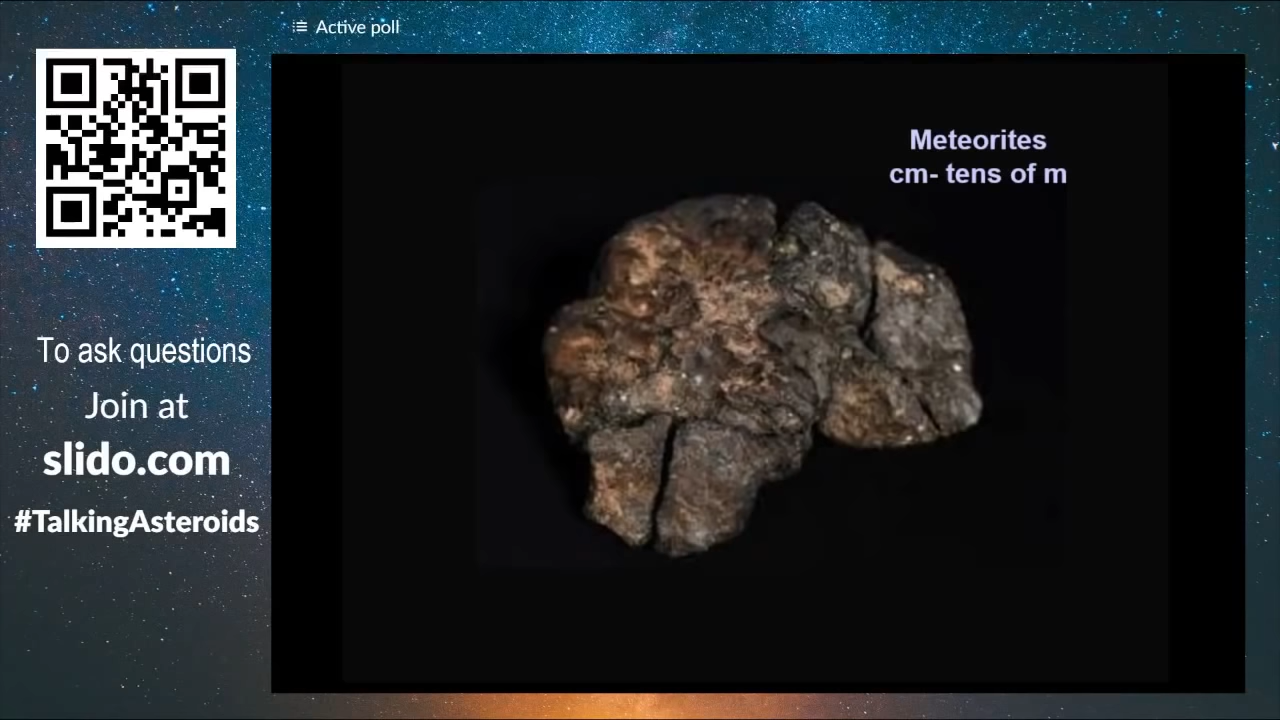 Active poll
To ask questions
Join at
slido.com
#TalkingAsteroids
Meteorites
cm- tens of m